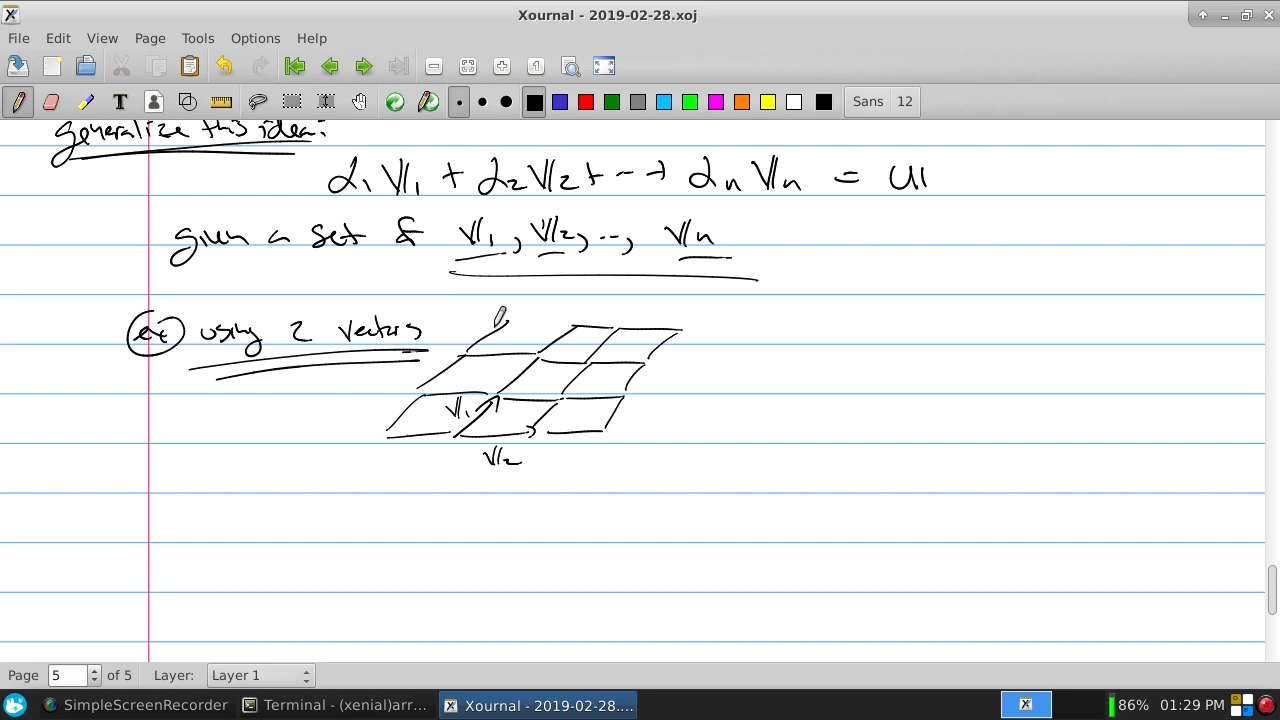 Xournal - 2019-02-28.xoj
File Edit View Page Tools Options Help
Sans 12
generalize this idea:
α₁ V₁ + α₂ V₂ + ··· + αₙ Vₙ = u
given a set of V₁, V₂, ..., Vₙ
ex using 2 vectors
V₁
V₂
Page 5 of 5 Layer: Layer 1
SimpleScreenRecorder Terminal - (xenial)arr... Xournal - 2019-02-28.... 86% 01:29 PM